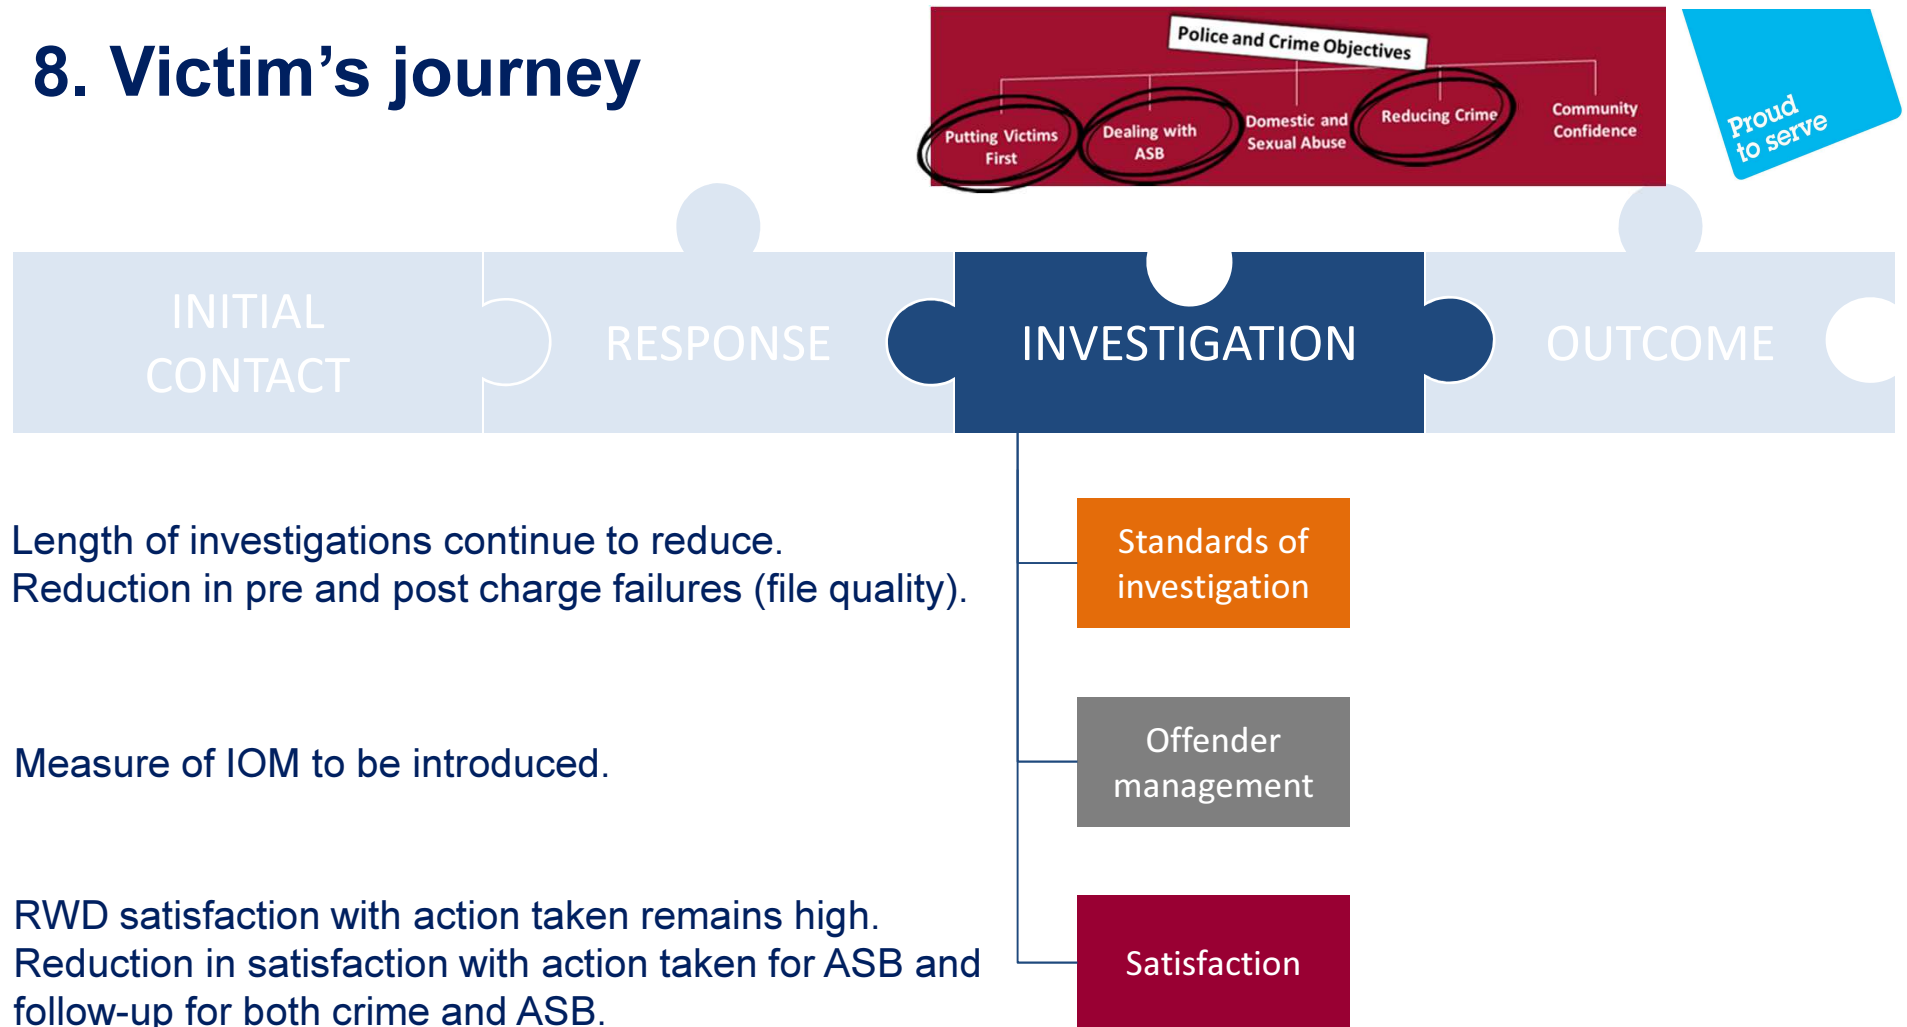 8. Victim’s journey
Police and Crime Objectives
Putting Victims
First
Dealing with
ASB
Domestic and
Sexual Abuse
Reducing Crime
Community
Confidence
Proud
to serve
INITIAL
CONTACT
RESPONSE
INVESTIGATION
OUTCOME
Length of investigations continue to reduce.
Reduction in pre and post charge failures (file quality).
Standards of
investigation
Measure of IOM to be introduced.
Offender
management
RWD satisfaction with action taken remains high.
Reduction in satisfaction with action taken for ASB and
follow-up for both crime and ASB.
Satisfaction